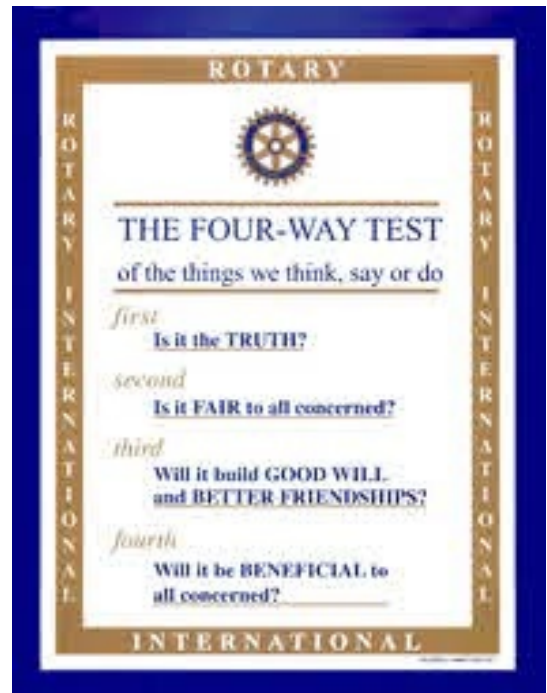 ROTARY
ROTARY INTERNATIONAL
ROTARY INTERNATIONAL
THE FOUR-WAY TEST
of the things we think, say or do
first
Is it the TRUTH?
second
Is it FAIR to all concerned?
third
Will it build GOOD WILL
and BETTER FRIENDSHIPS?
fourth
Will it be BENEFICIAL to
all concerned?
INTERNATIONAL